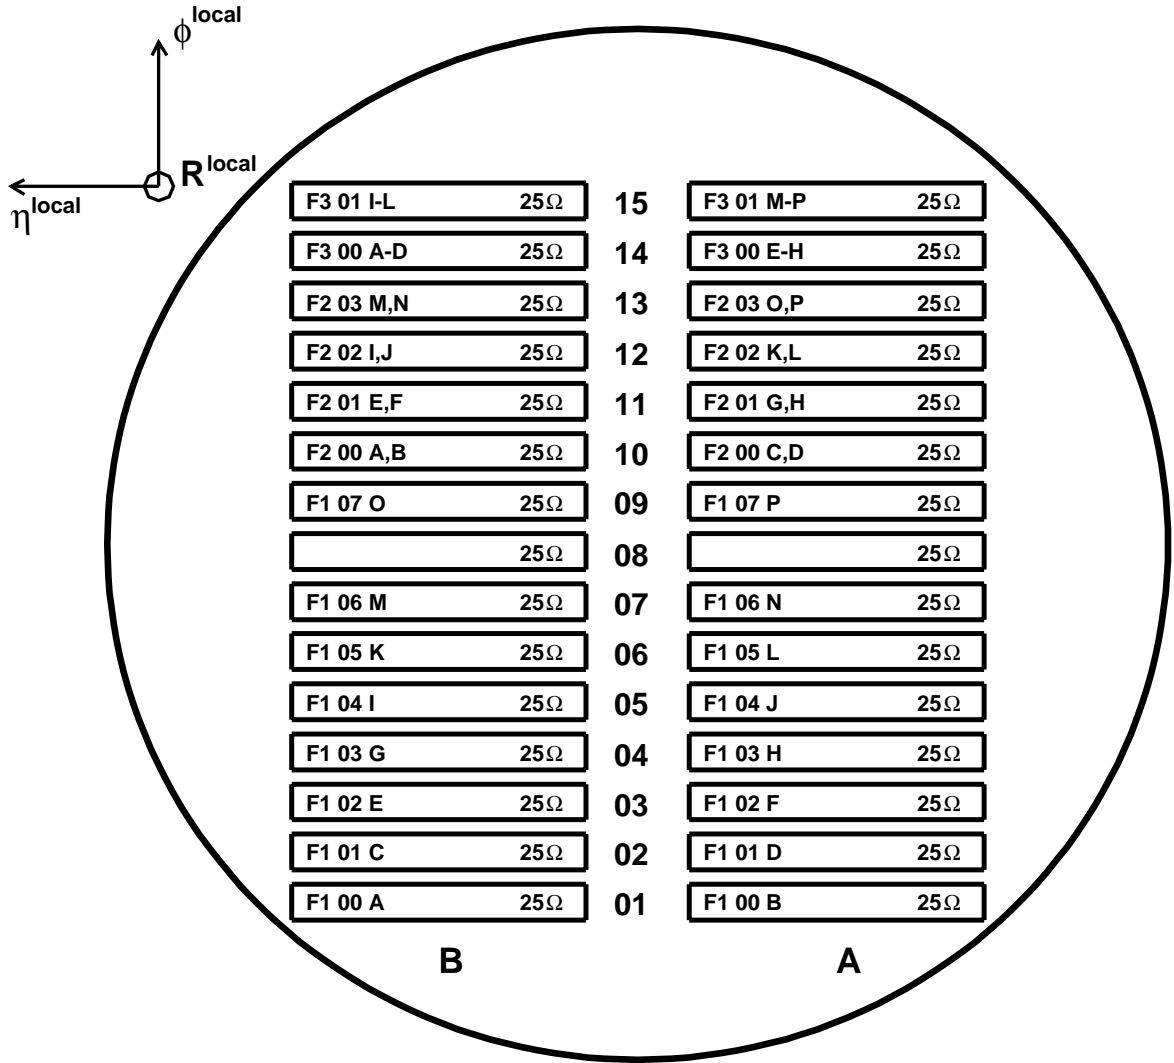 ϕlocal
Rlocal
ηlocal
F3 01 I-L 25Ω 15 F3 01 M-P 25Ω
F3 00 A-D 25Ω 14 F3 00 E-H 25Ω
F2 03 M,N 25Ω 13 F2 03 O,P 25Ω
F2 02 I,J 25Ω 12 F2 02 K,L 25Ω
F2 01 E,F 25Ω 11 F2 01 G,H 25Ω
F2 00 A,B 25Ω 10 F2 00 C,D 25Ω
F1 07 O 25Ω 09 F1 07 P 25Ω
25Ω 08 25Ω
F1 06 M 25Ω 07 F1 06 N 25Ω
F1 05 K 25Ω 06 F1 05 L 25Ω
F1 04 I 25Ω 05 F1 04 J 25Ω
F1 03 G 25Ω 04 F1 03 H 25Ω
F1 02 E 25Ω 03 F1 02 F 25Ω
F1 01 C 25Ω 02 F1 01 D 25Ω
F1 00 A 25Ω 01 F1 00 B 25Ω
B A